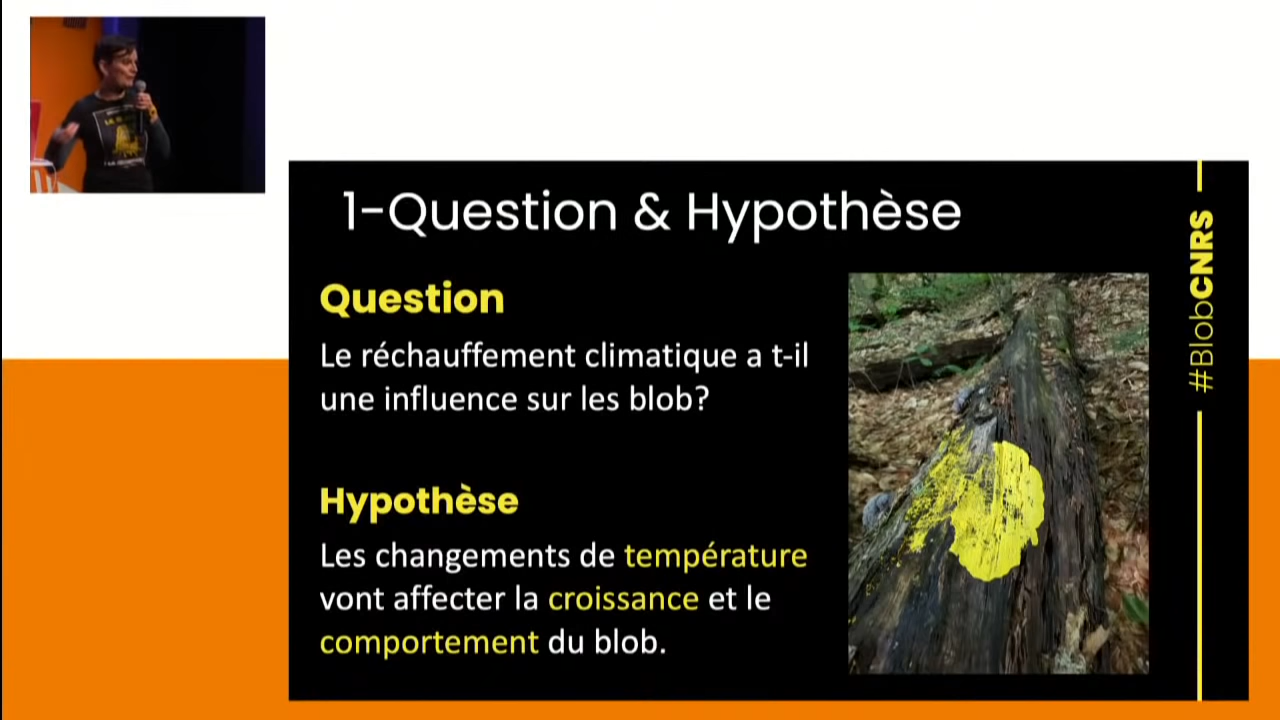 1-Question & Hypothèse
Question
Le réchauffement climatique a t-il
une influence sur les blob?
Hypothèse
Les changements de température
vont affecter la croissance et le
comportement du blob.
#BlobCNRS